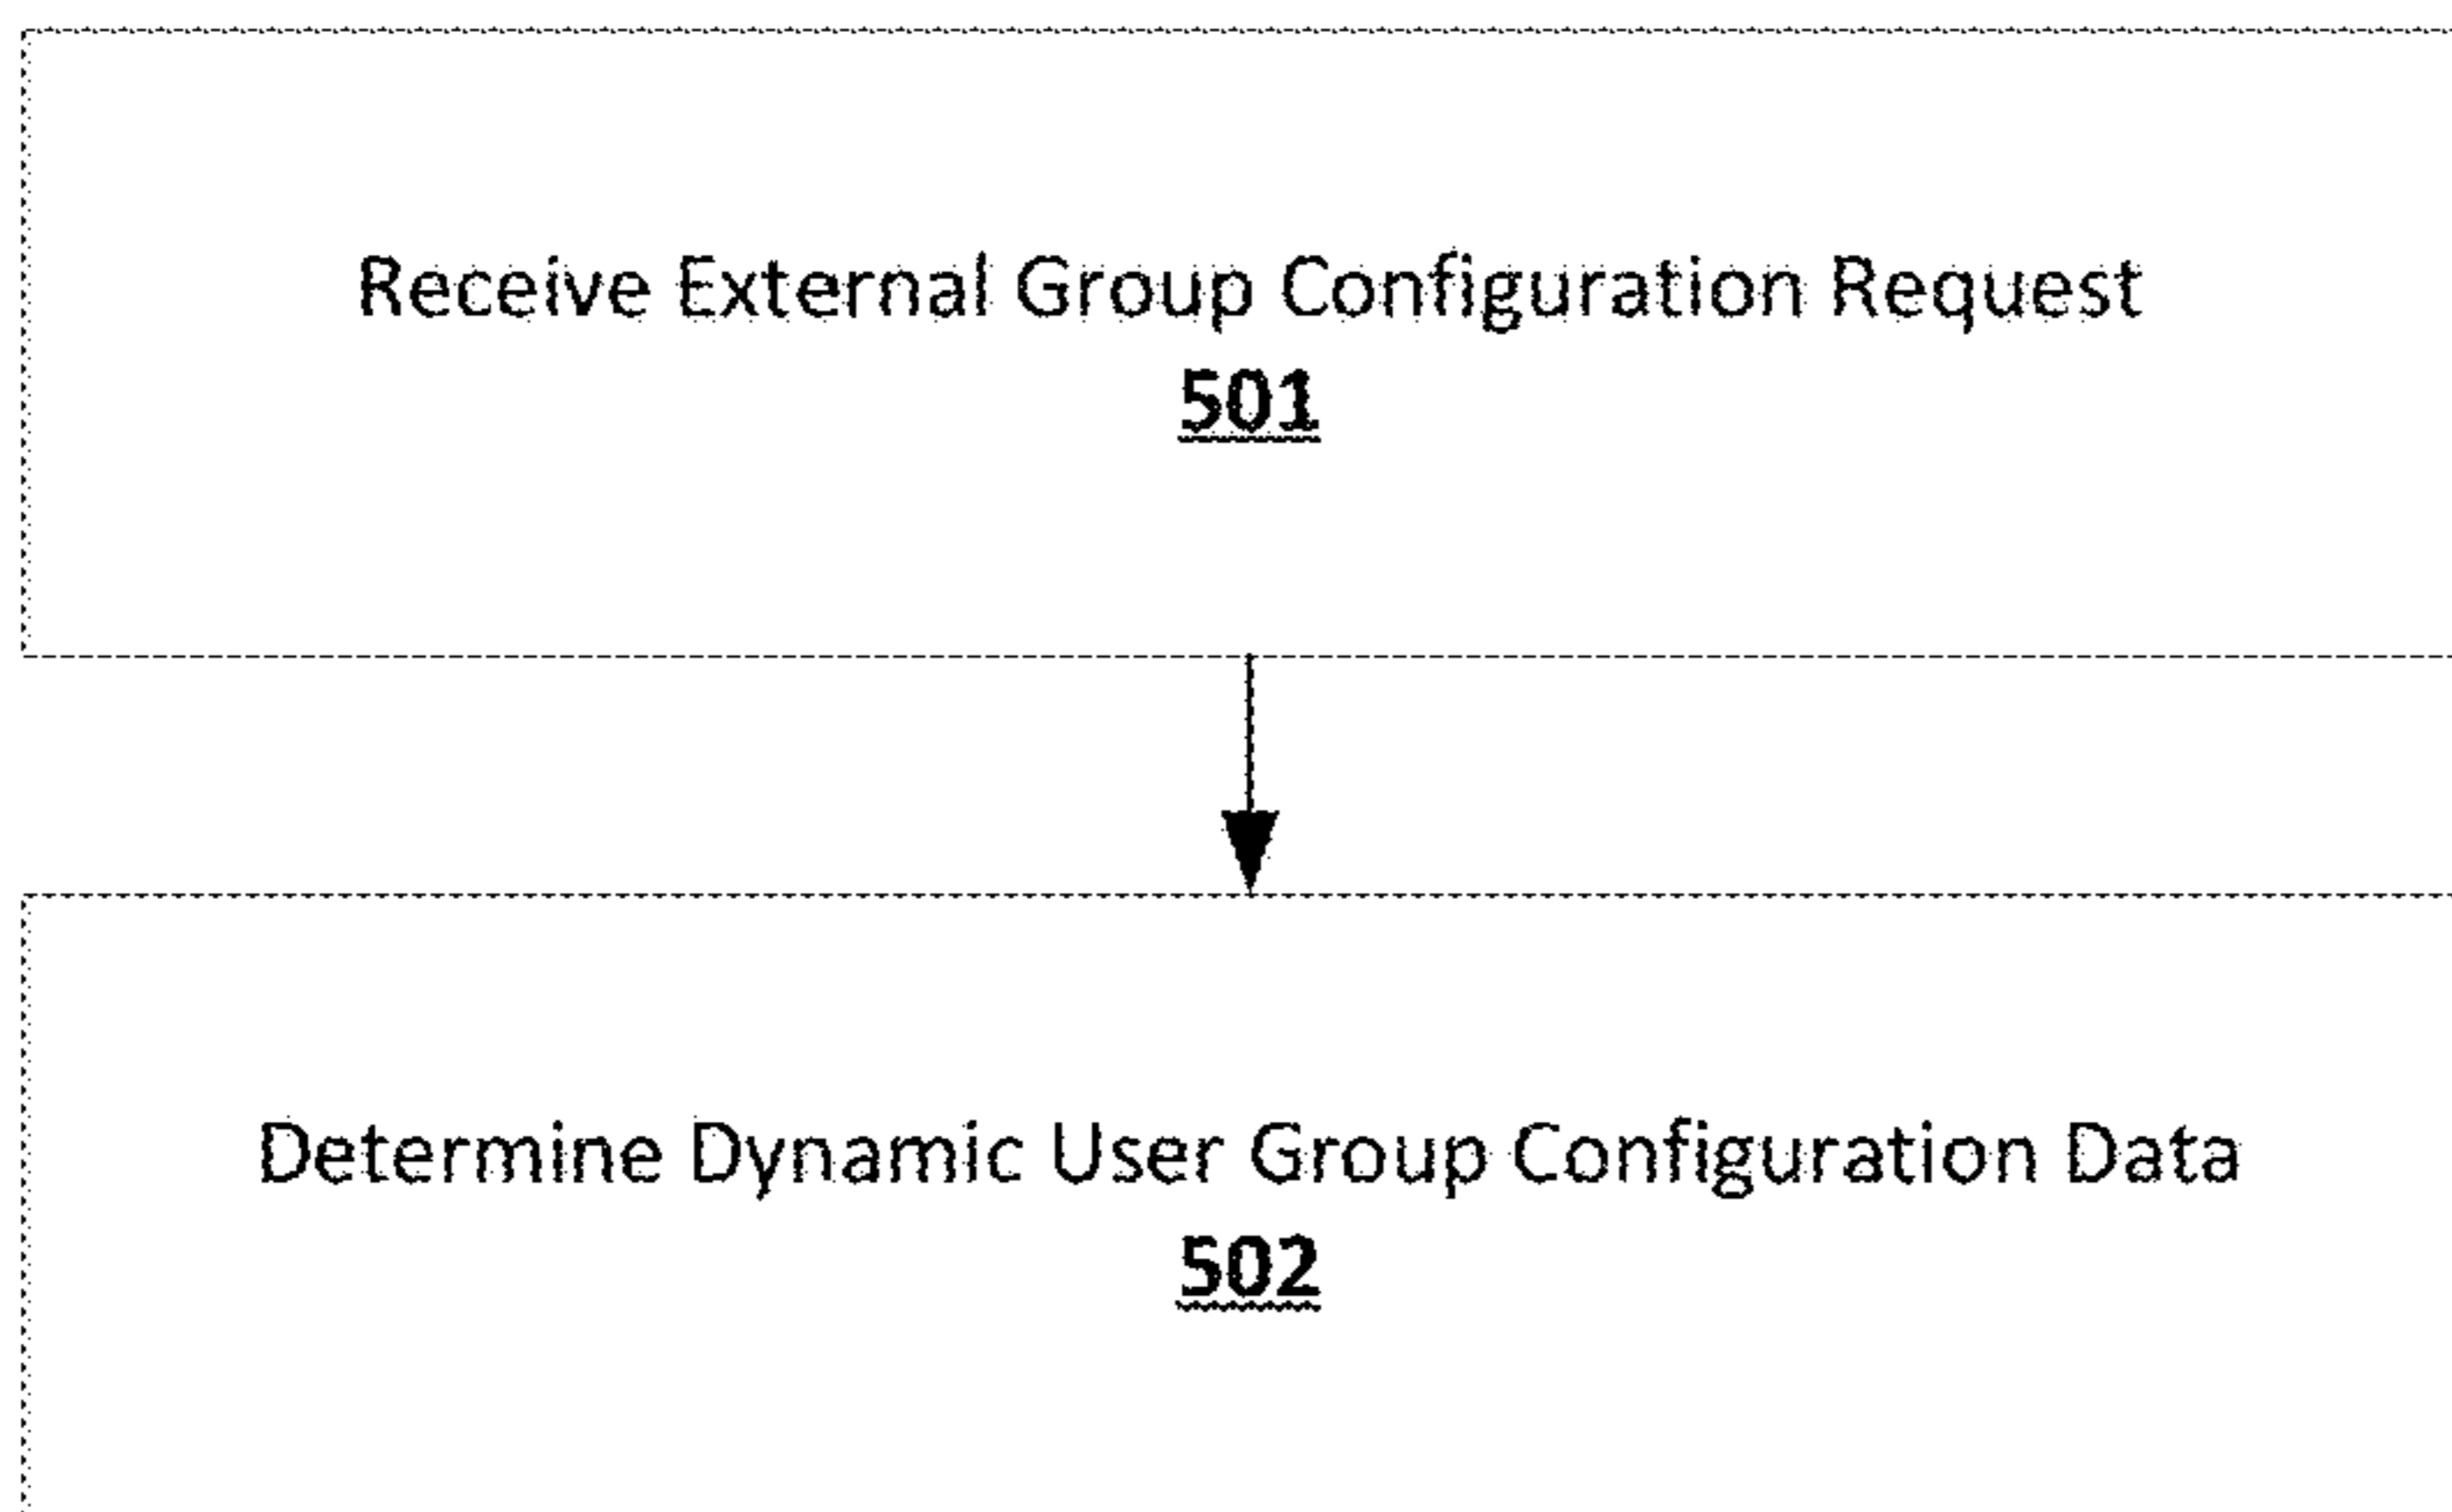 Receive External Group Configuration Request
501
Determine Dynamic User Group Configuration Data
502